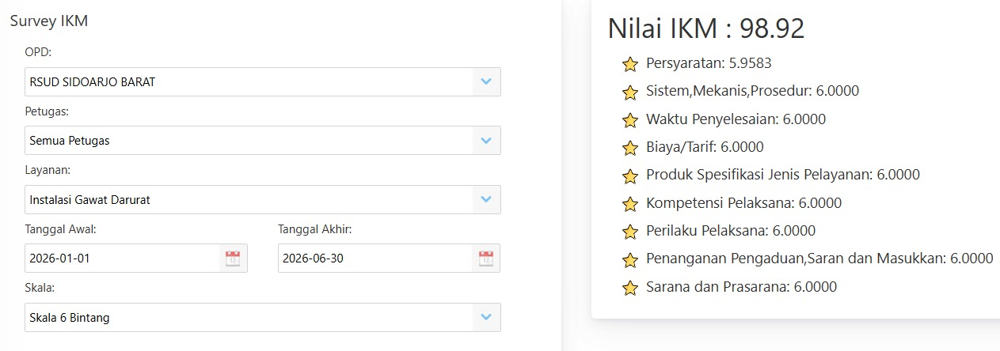 Survey IKM
OPD:
RSUD SIDOARJO BARAT
Petugas:
Semua Petugas
Layanan:
Instalasi Gawat Darurat
Tanggal Awal:
Tanggal Akhir:
2026-01-01
2026-06-30
Skala:
Skala 6 Bintang
Nilai IKM : 98.92
Persyaratan: 5.9583
Sistem,Mekanis,Prosedur: 6.0000
Waktu Penyelesaian: 6.0000
Biaya/Tarif: 6.0000
Produk Spesifikasi Jenis Pelayanan: 6.0000
Kompetensi Pelaksana: 6.0000
Perilaku Pelaksana: 6.0000
Penanganan Pengaduan,Saran dan Masukkan: 6.0000
Sarana dan Prasarana: 6.0000